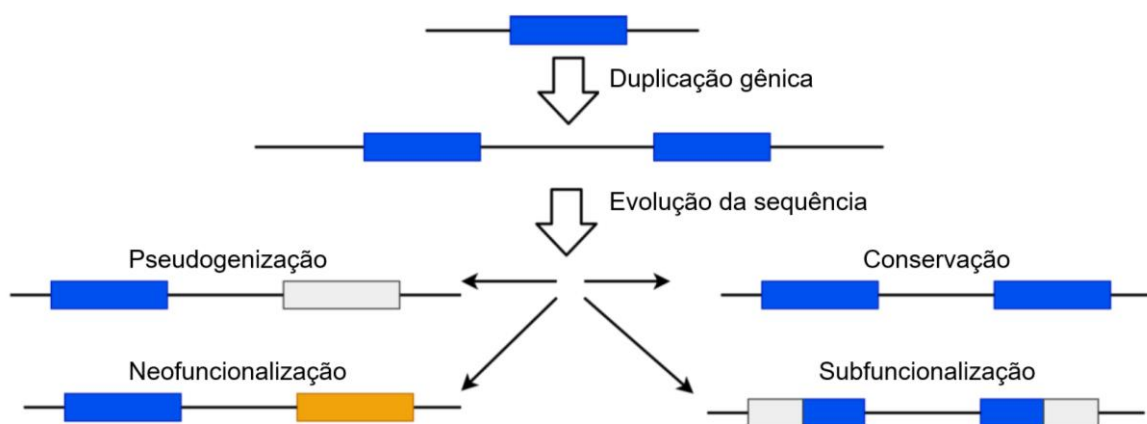 Duplicação gênica
Evolução da sequência
Pseudogenização
Conservação
Neofuncionalização
Subfuncionalização